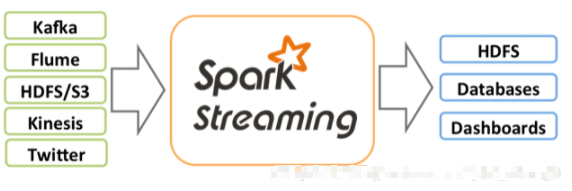 Kafka
Flume
HDFS/S3
Kinesis
Twitter
Spark
Streaming
HDFS
Databases
Dashboards